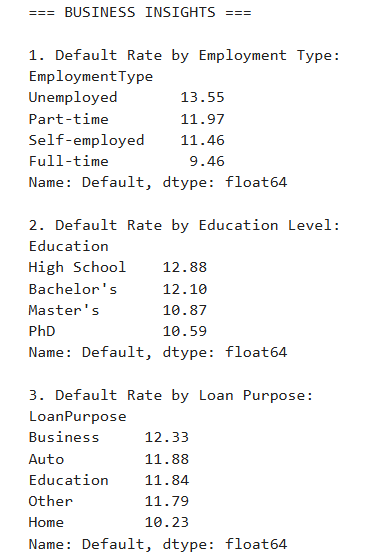 === BUSINESS INSIGHTS ===
1. Default Rate by Employment Type:
EmploymentType
Unemployed 13.55
Part-time 11.97
Self-employed 11.46
Full-time 9.46
Name: Default, dtype: float64
2. Default Rate by Education Level:
Education
High School 12.88
Bachelor's 12.10
Master's 10.87
PhD 10.59
Name: Default, dtype: float64
3. Default Rate by Loan Purpose:
LoanPurpose
Business 12.33
Auto 11.88
Education 11.84
Other 11.79
Home 10.23
Name: Default, dtype: float64